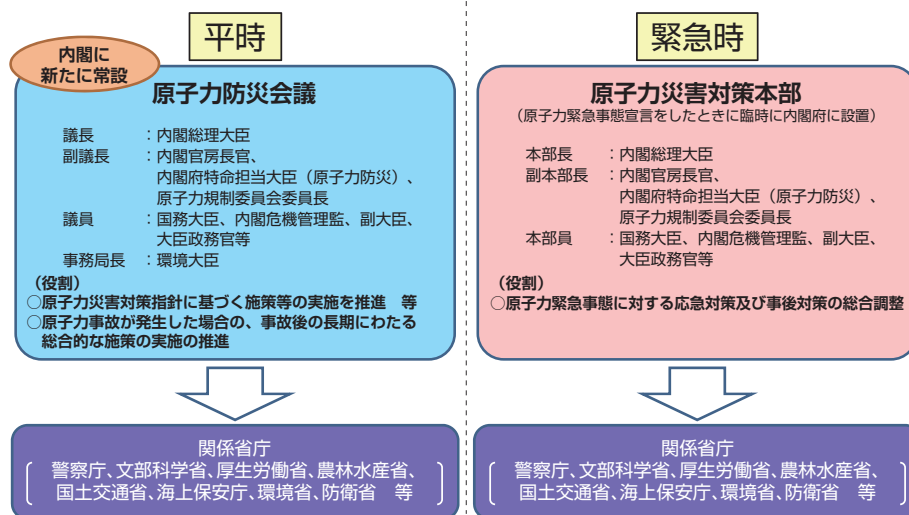 平時
内閣に
新たに常設
原子力防災会議
議長 ：内閣総理大臣
副議長 ：内閣官房長官、
内閣府特命担当大臣（原子力防災）、
原子力規制委員会委員長
議員 ：国務大臣、内閣危機管理監、副大臣、
大臣政務官等
事務局長 ：環境大臣
（役割）
○原子力災害対策指針に基づく施策等の実施を推進　等
○原子力事故が発生した場合の、事故後の長期にわたる
総合的な施策の実施の推進
関係省庁
警察庁、文部科学省、厚生労働省、農林水産省、
国土交通省、海上保安庁、環境省、防衛省　等
緊急時
原子力災害対策本部
（原子力緊急事態宣言をしたときに臨時に内閣府に設置）
本部長 ：内閣総理大臣
副本部長 ：内閣官房長官、
内閣府特命担当大臣（原子力防災）、
原子力規制委員会委員長
本部員 ：国務大臣、内閣危機管理監、副大臣、
大臣政務官等
（役割）
○原子力緊急事態に対する応急対策及び事後対策の総合調整
関係省庁
警察庁、文部科学省、厚生労働省、農林水産省、
国土交通省、海上保安庁、環境省、防衛省　等